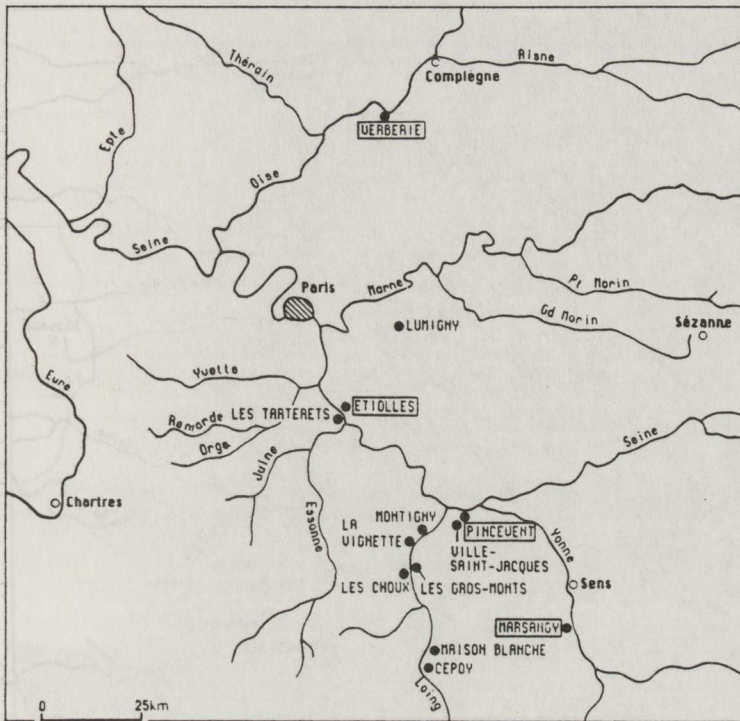 Thérain
Compiègne
Aisne
VERBERIE
Epte
Oise
Seine
Paris
Marne
Pt Morin
LUMIGNY
Gd Morin
Sézanne
Yvette
Eure
ETIOLLES
Remarde
LES TARTERETS
Orge
Seine
Juine
Chartres
Essonne
MONTIGNY
PINCEVENT
Yonne
LA
VIGNETTE
VILLE-
SAINT-JACQUES
LES CHOUX
LES GROS-MONTS
Sens
MARSANGY
MAISON BLANCHE
CEPOY
Loing
0
25km